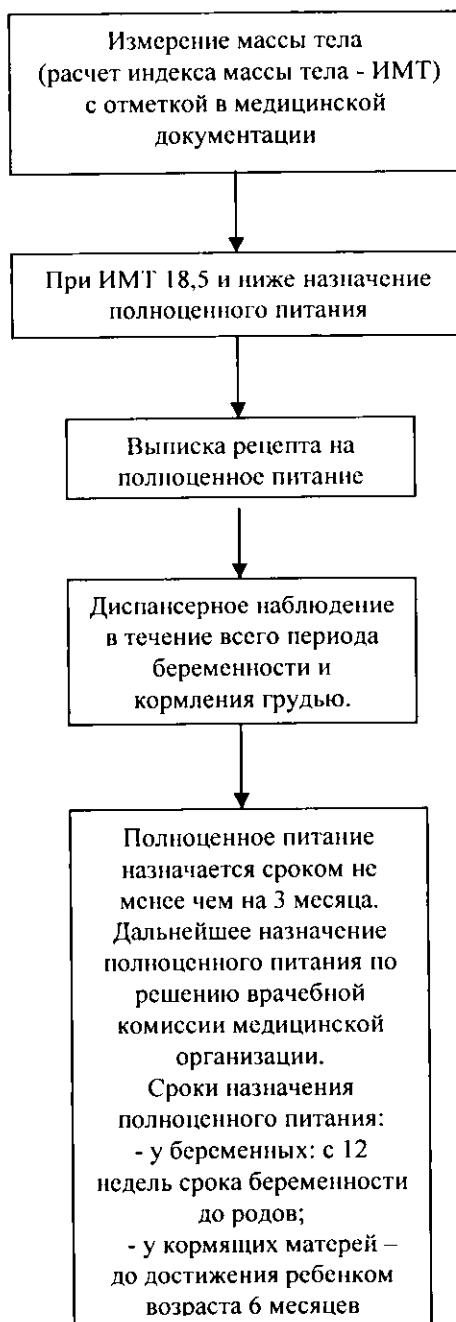 Измерение массы тела
(расчет индекса массы тела - ИМТ)
с отметкой в медицинской
документации
При ИМТ 18,5 и ниже назначение
полноценного питания
Выписка рецепта на
полноценное питание
Диспансерное наблюдение
в течение всего периода
беременности и
кормления грудью.
Полноценное питание
назначается сроком не
менее чем на 3 месяца.
Дальнейшее назначение
полноценного питания по
решению врачебной
комиссии медицинской
организации.
Сроки назначения
полноценного питания:
- у беременных: с 12
недель срока беременности
до родов;
- у кормящих матерей –
до достижения ребенком
возраста 6 месяцев